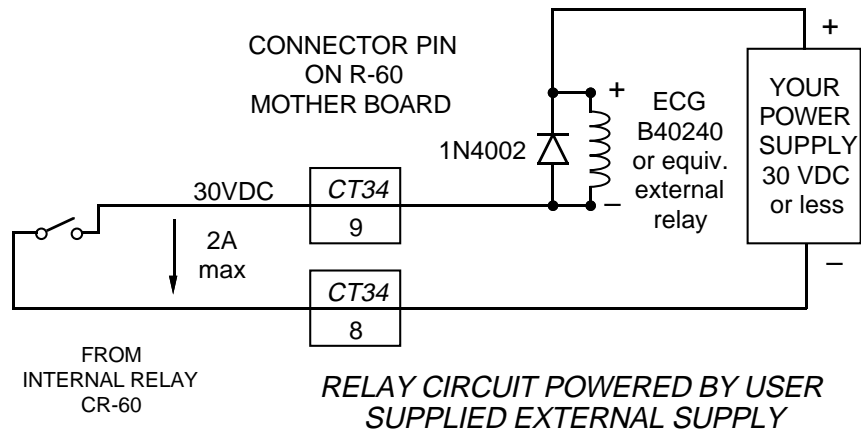 CONNECTOR PIN
ON R-60
MOTHER BOARD
+
+
YOUR
POWER
SUPPLY
30 VDC
or less
ECG
B40240
or equiv.
external
relay
1N4002
30VDC
CT34
9
–
2A
max
–
CT34
8
FROM
INTERNAL RELAY
CR-60
RELAY CIRCUIT POWERED BY USER
SUPPLIED EXTERNAL SUPPLY